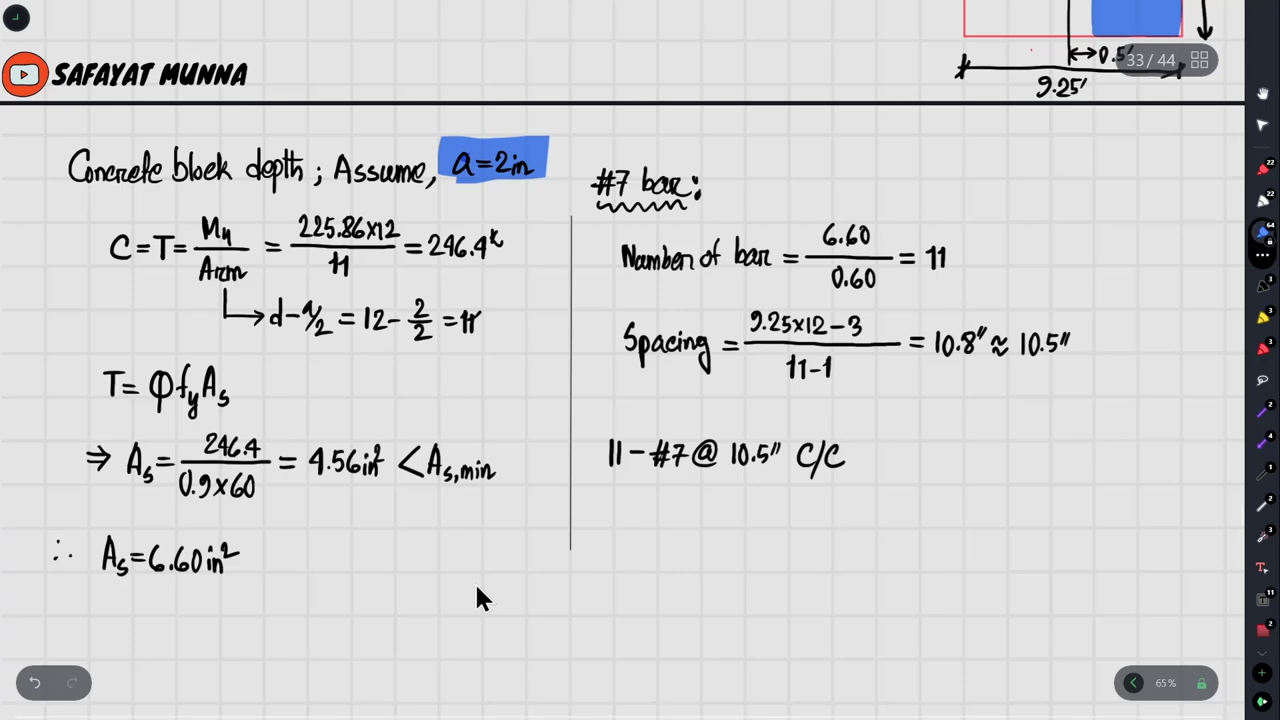 0.5'
33 / 44
9.25'
SAFAYAT MUNNA
Concrete block depth ; Assume, a=2in
C=T= Mu/Arm = 225.86×12/11 = 246.4k
d-a/2 = 12- 2/2 = 11
T= φfyAs
⇒ As= 246.4/0.9×60 = 4.56in² < As,min
∴ As=6.60in²
#7 bar:
Number of bar = 6.60/0.60 = 11
Spacing = 9.25×12-3/11-1 = 10.8" ≈ 10.5"
11-#7@ 10.5" C/C
65%